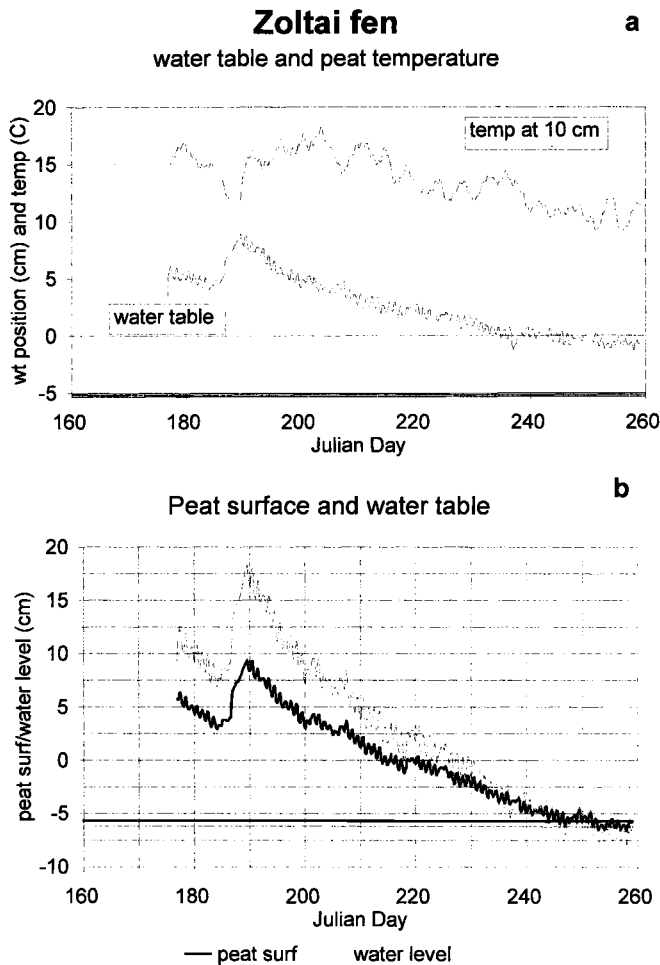 Zoltai fen
a
water table and peat temperature
wt position (cm) and temp (C)
20
15
10
5
0
-5
temp at 10 cm
water table
160
180
200
220
240
260
Julian Day
b
Peat surface and water table
peat surf/water level (cm)
20
15
10
5
0
-5
-10
160
180
200
220
240
260
Julian Day
peat surf
water level